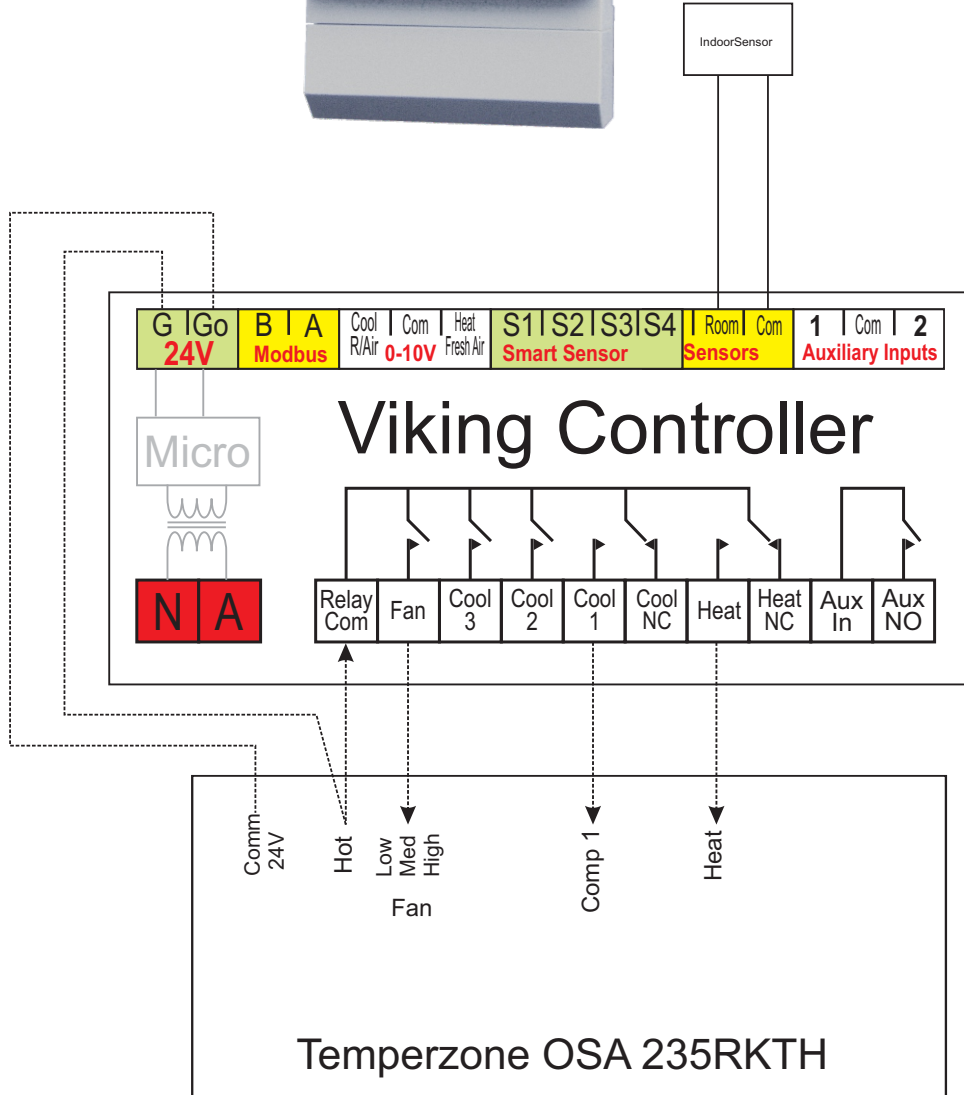 IndoorSensor
G Go B A Cool Com Heat S1 S2 S3 S4 Room Com 1 Com 2
24V Modbus R/Air 0-10V Fresh Air Smart Sensor Sensors Auxiliary Inputs
Viking Controller
Micro
N A
Relay Com
Fan
Cool 3
Cool 2
Cool 1
Cool NC
Heat
Heat NC
Aux In
Aux NO
Comm
24V
Hot
Low
Med
High
Fan
Comp 1
Heat
Temperzone OSA 235RKTH